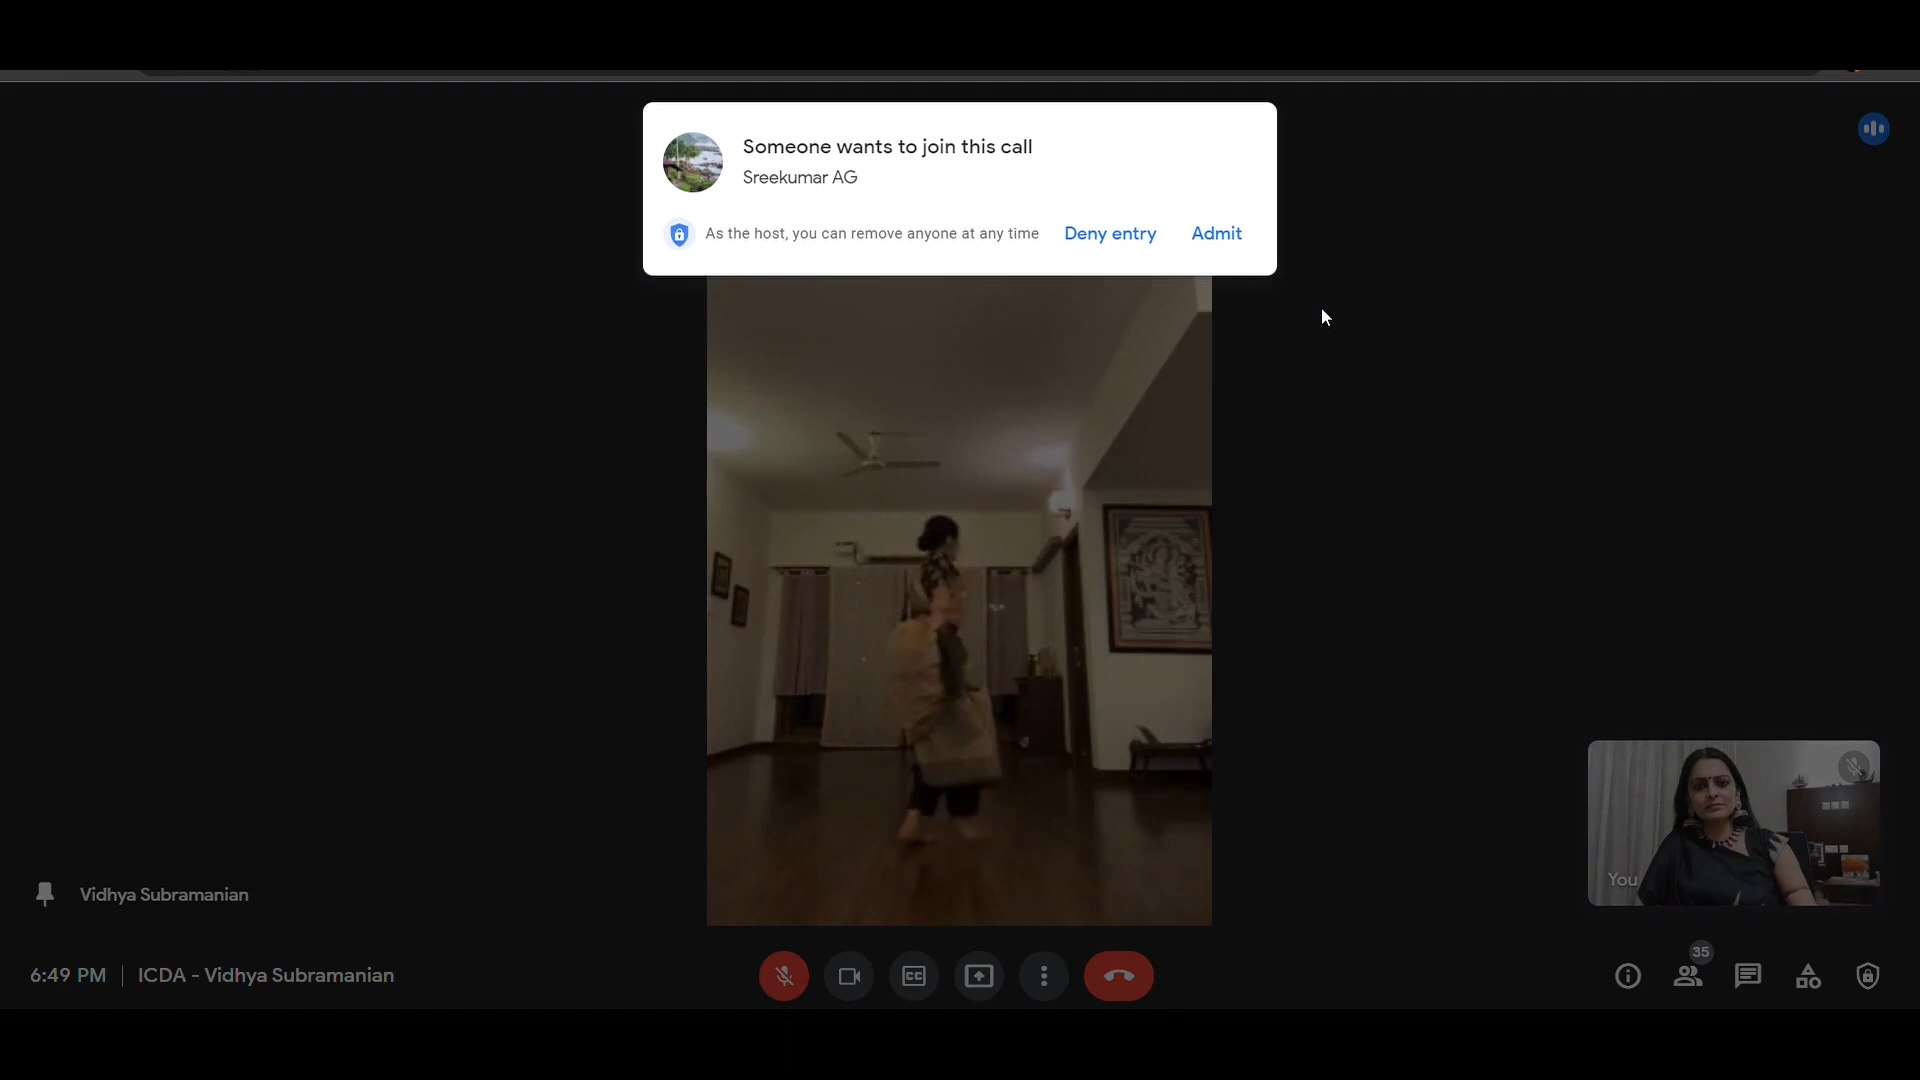 Someone wants to join this call
Sreekumar AG
As the host, you can remove anyone at any time
Deny entry
Admit
You
Vidhya Subramanian
6:49 PM | ICDA - Vidhya Subramanian
CC
35